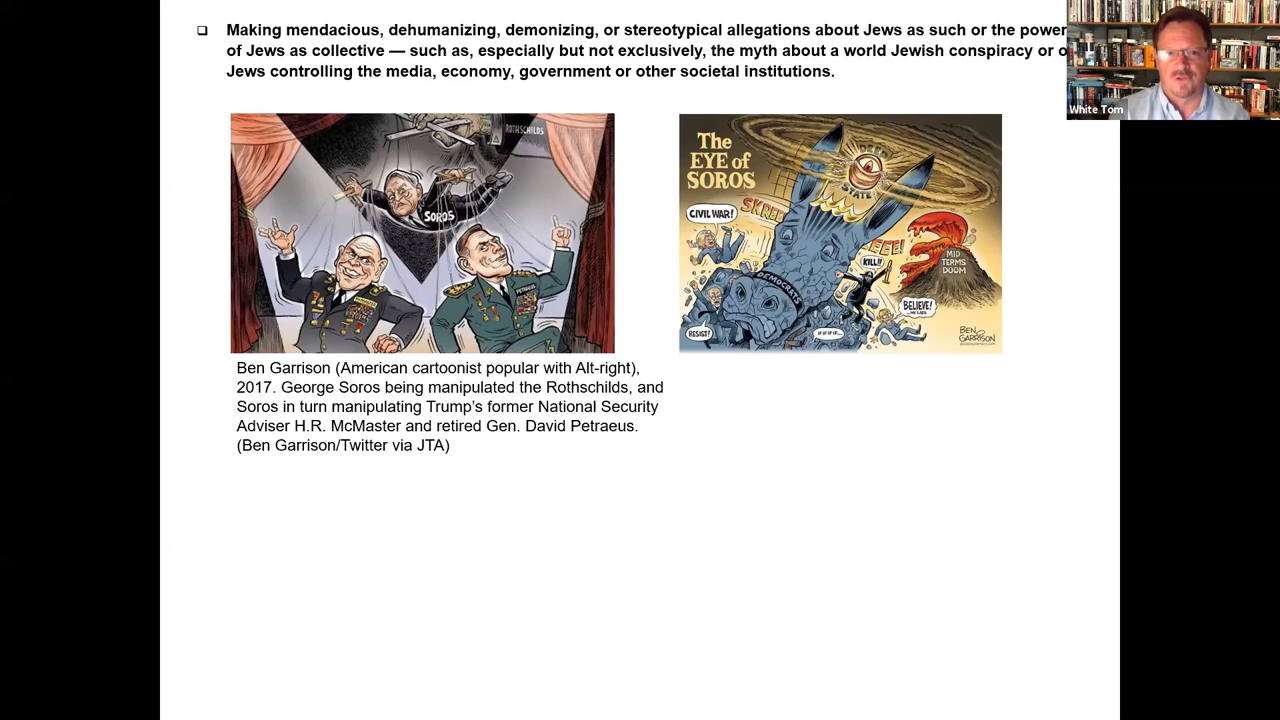 Making mendacious, dehumanizing, demonizing, or stereotypical allegations about Jews as such or the power
of Jews as collective — such as, especially but not exclusively, the myth about a world Jewish conspiracy or o
Jews controlling the media, economy, government or other societal institutions.
White Tom
ROTHSCHILDS
SOROS
PETRAEUS
The
EYE of
SOROS
DEEP
STATE
CIVIL WAR!
SKREE
EEE!
KILL!!
MID
TERMS
DOOM
DEMOCRATS
BELIEVE!
RESIST!
BEN
GARRISON
Ben Garrison (American cartoonist popular with Alt-right),
2017. George Soros being manipulated the Rothschilds, and
Soros in turn manipulating Trump's former National Security
Adviser H.R. McMaster and retired Gen. David Petraeus.
(Ben Garrison/Twitter via JTA)